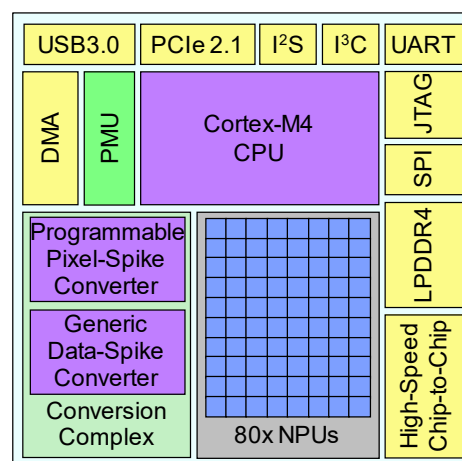 USB3.0
PCIe 2.1
I²S
I³C
UART
DMA
PMU
Cortex-M4
CPU
JTAG
SPI
Programmable
Pixel-Spike
Converter
Generic
Data-Spike
Converter
Conversion
Complex
80x NPUs
LPDDR4
High-Speed
Chip-to-Chip